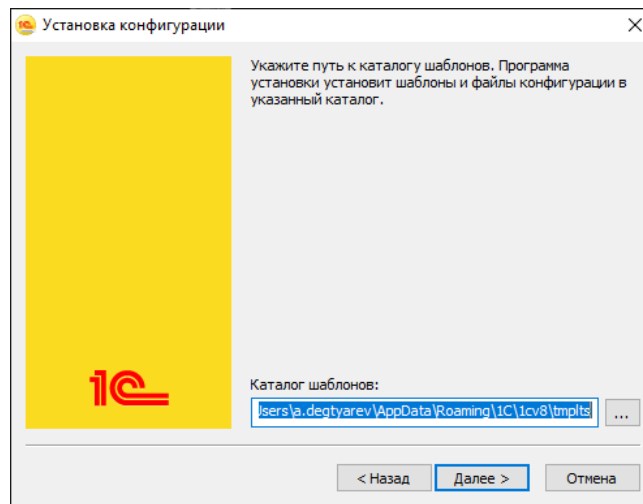 Установка конфигурации
Укажите путь к каталогу шаблонов. Программа
установки установит шаблоны и файлы конфигурации в
указанный каталог.
1С
Каталог шаблонов:
Users\a.degtyarev\AppData\Roaming\1C\1cv8\tmplts
...
< Назад
Далее >
Отмена